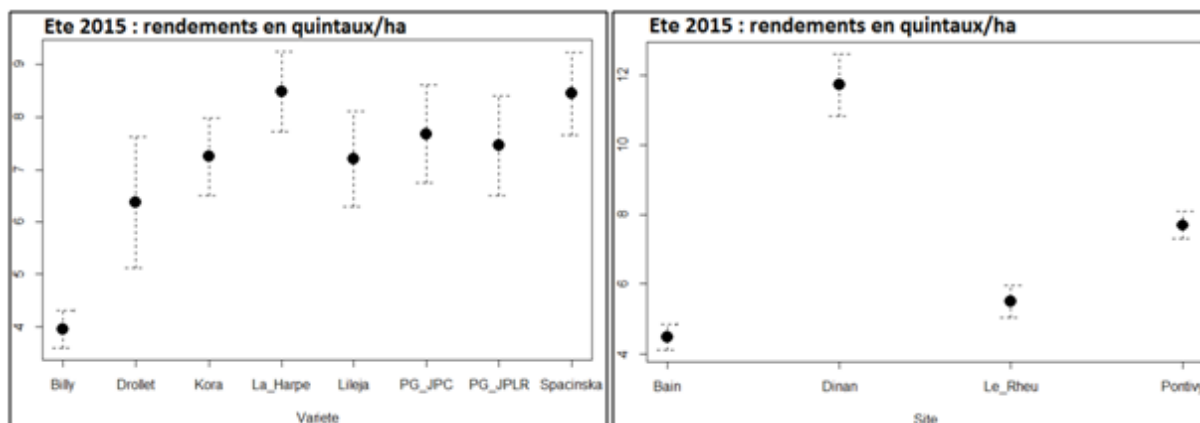 Ete 2015 : rendements en quintaux/ha
9
8
7
6
5
4
Billy Drollet Kora La_Harpe Lileja PG_JPC PG_JPLR Spacinska
Variete
Ete 2015 : rendements en quintaux/ha
12
10
8
6
4
Bain Dinan Le_Rheu Pontivy
Site